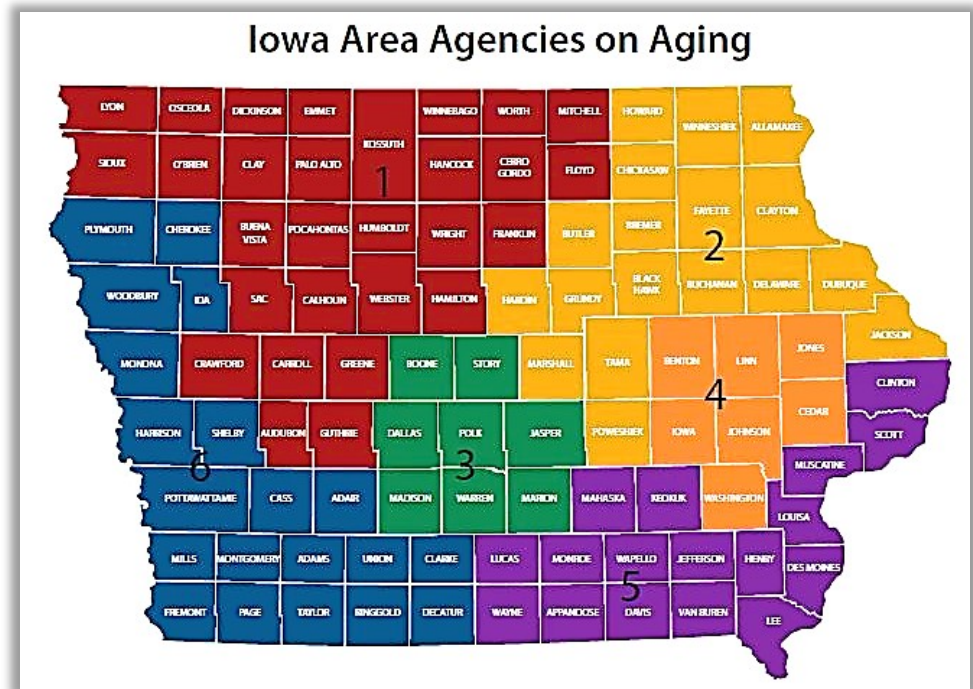 Iowa Area Agencies on Aging
LYON OSCEOLA DICKINSON EMMET WINNEBAGO WORTH MITCHELL HOWARD WINNESHIEK ALLAMAKEE
KOSSUTH
SIOUX O'BRIEN CLAY PALO ALTO HANCOCK CERRO GORDO FLOYD CHICKASAW
1
PLYMOUTH CHEROKEE BUENA VISTA POCAHONTAS HUMBOLDT WRIGHT FRANKLIN BUTLER BREMER FAYETTE CLAYTON
2
WOODBURY IDA SAC CALHOUN WEBSTER HAMILTON HARDIN GRUNDY BLACK HAWK BUCHANAN DELAWARE DUBUQUE
JACKSON
MONONA CRAWFORD CARROLL GREENE BOONE STORY MARSHALL TAMA BENTON LINN JONES
CLINTON
4
CEDAR
HARRISON SHELBY AUDUBON GUTHRIE DALLAS POLK JASPER POWESHIEK IOWA JOHNSON SCOTT
6 3
MUSCATINE
POTTAWATTAMIE CASS ADAIR MADISON WARREN MARION MAHASKA KEOKUK WASHINGTON
LOUISA
MILLS MONTGOMERY ADAMS UNION CLARKE LUCAS MONROE WAPELLO JEFFERSON HENRY DES MOINES
5
FREMONT PAGE TAYLOR RINGGOLD DECATUR WAYNE APPANOOSE DAVIS VAN BUREN LEE